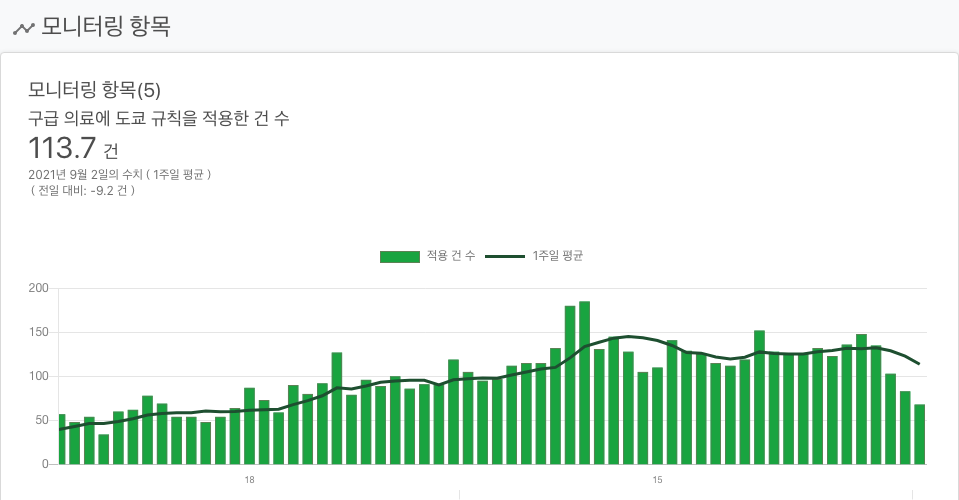 모니터링 항목
모니터링 항목(5)
구급 의료에 도쿄 규칙을 적용한 건 수
113.7 건
2021년 9월 2일의 수치 ( 1주일 평균 )
( 전일 대비: -9.2 건 )
적용 건 수 1주일 평균
200
150
100
50
0
18 15